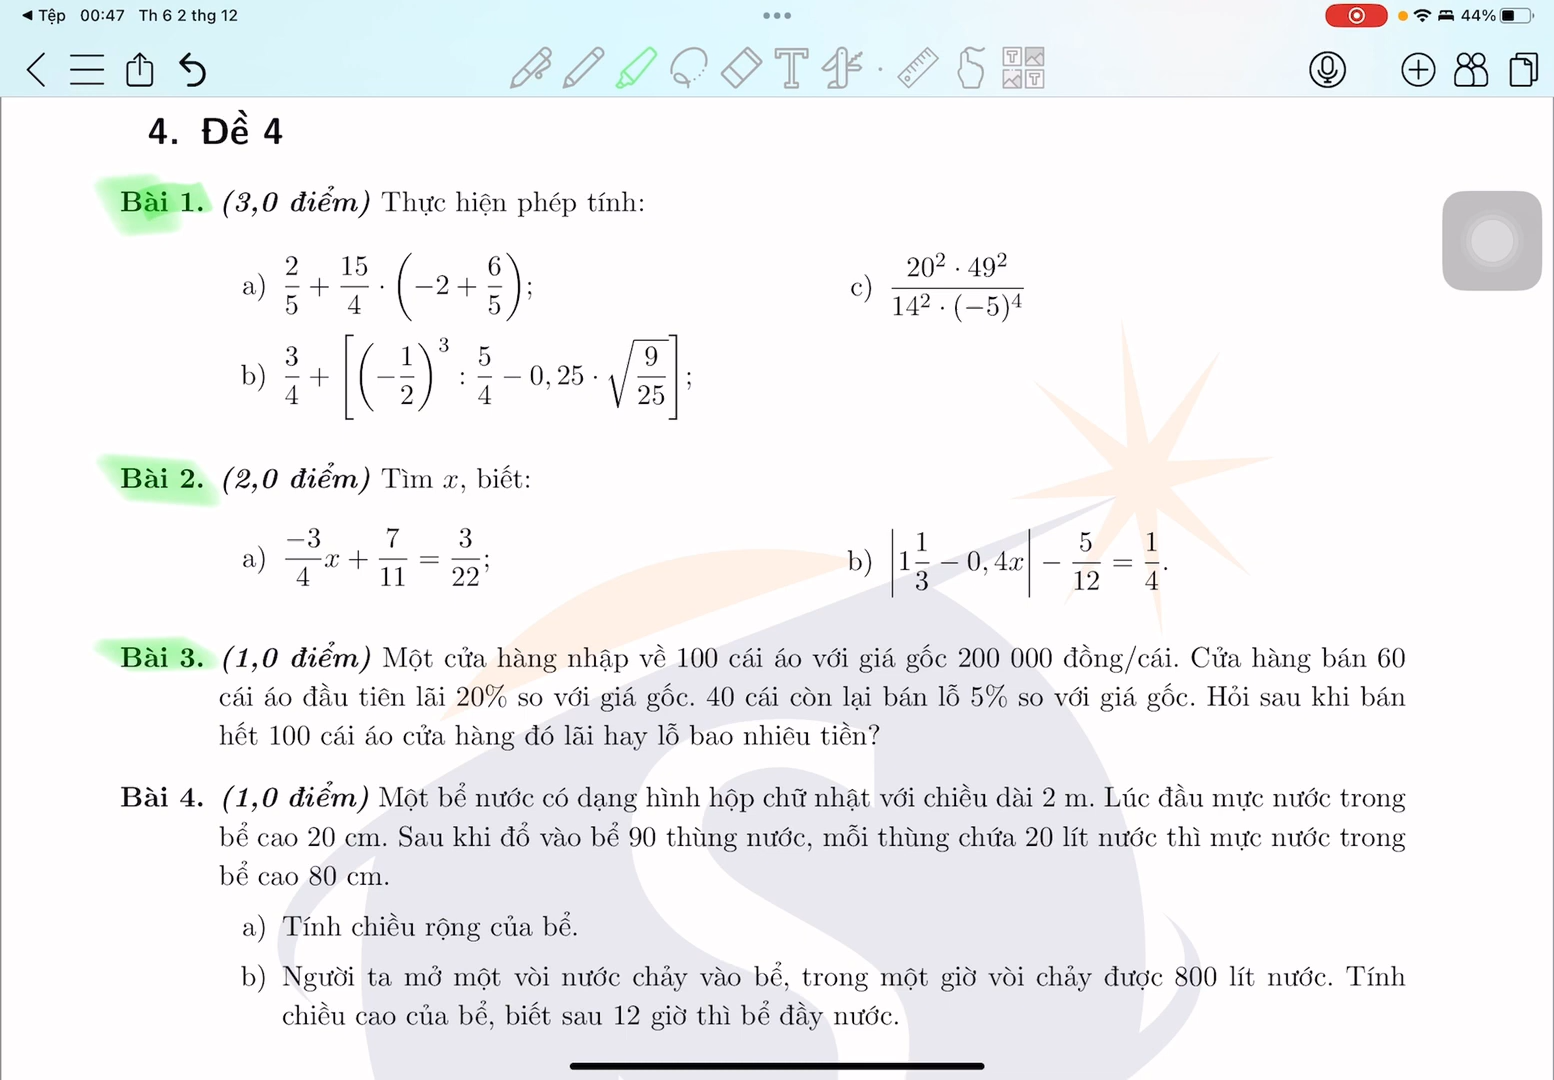 ◀ Tệp 00:47 Th 6 2 thg 12 44%
4. Đề 4
Bài 1. (3,0 điểm) Thực hiện phép tính:
a) 2/5 + 15/4 · (−2 + 6/5);
c) (20² · 49²)/(14² · (−5)⁴)
b) 3/4 + [(−1/2)³ : 5/4 − 0,25 · √(9/25)];
Bài 2. (2,0 điểm) Tìm x, biết:
a) −3/4 x + 7/11 = 3/22;
b) |1 1/3 − 0,4x| − 5/12 = 1/4.
Bài 3. (1,0 điểm) Một cửa hàng nhập về 100 cái áo với giá gốc 200 000 đồng/cái. Cửa hàng bán 60
cái áo đầu tiên lãi 20% so với giá gốc. 40 cái còn lại bán lỗ 5% so với giá gốc. Hỏi sau khi bán
hết 100 cái áo cửa hàng đó lãi hay lỗ bao nhiêu tiền?
Bài 4. (1,0 điểm) Một bể nước có dạng hình hộp chữ nhật với chiều dài 2 m. Lúc đầu mực nước trong
bể cao 20 cm. Sau khi đổ vào bể 90 thùng nước, mỗi thùng chứa 20 lít nước thì mực nước trong
bể cao 80 cm.
a) Tính chiều rộng của bể.
b) Người ta mở một vòi nước chảy vào bể, trong một giờ vòi chảy được 800 lít nước. Tính
chiều cao của bể, biết sau 12 giờ thì bể đầy nước.